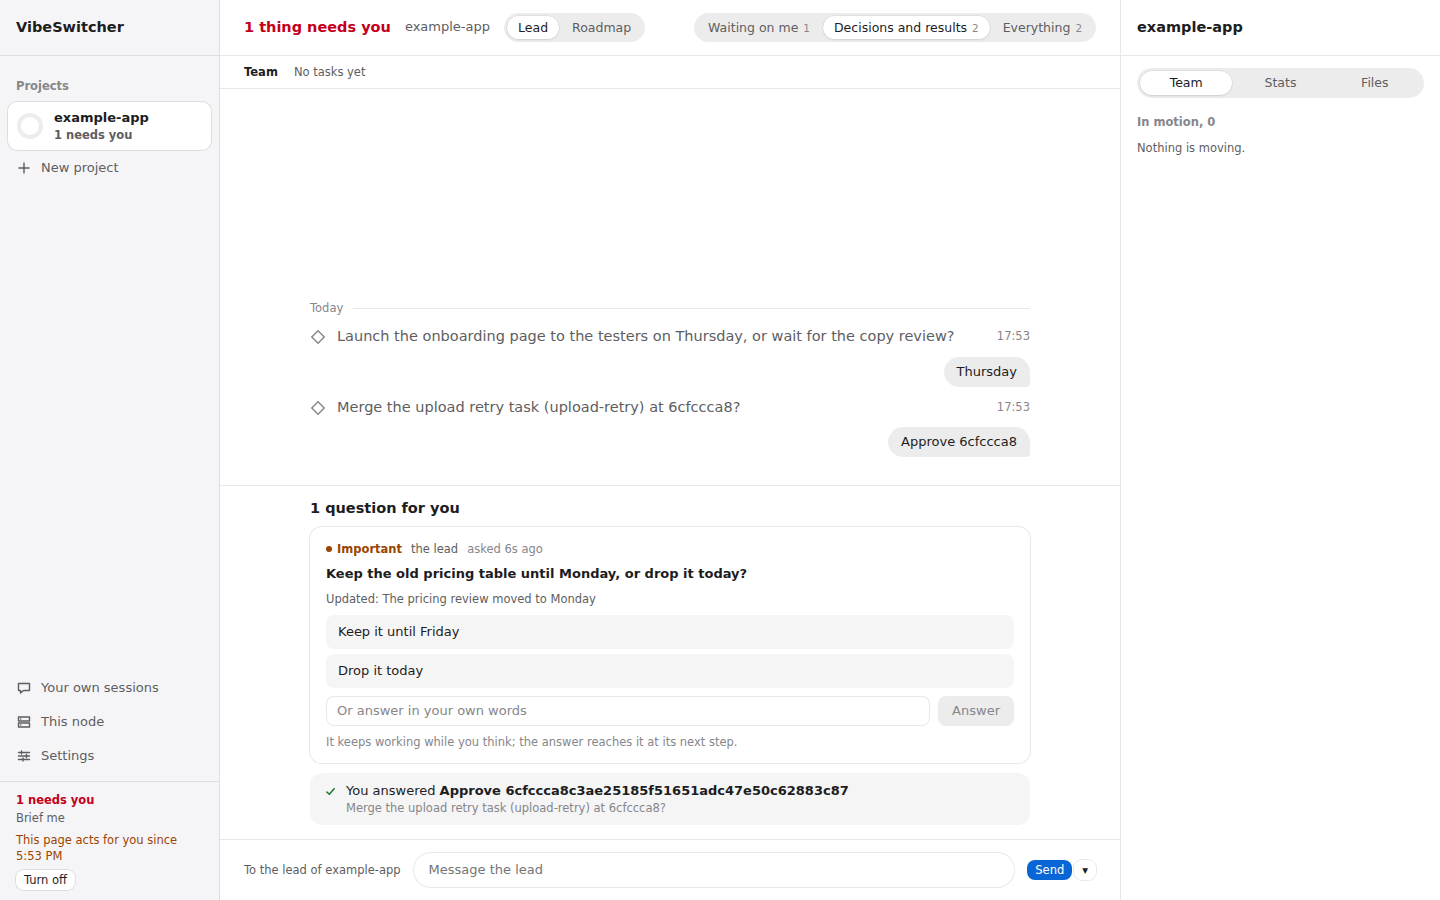 VibeSwitcher
1 thing needs you
example-app
Lead
Roadmap
Waiting on me 1
Decisions and results 2
Everything 2
example-app
Team
No tasks yet
Projects
example-app
1 needs you
New project
Team
Stats
Files
In motion, 0
Nothing is moving.
Today
Launch the onboarding page to the testers on Thursday, or wait for the copy review?
17:53
Thursday
Merge the upload retry task (upload-retry) at 6cfccca8?
17:53
Approve 6cfccca8
1 question for you
Important the lead asked 6s ago
Keep the old pricing table until Monday, or drop it today?
Updated: The pricing review moved to Monday
Keep it until Friday
Drop it today
Or answer in your own words
Answer
It keeps working while you think; the answer reaches it at its next step.
You answered Approve 6cfccca8c3ae25185f51651adc47e50c62883c87
Merge the upload retry task (upload-retry) at 6cfccca8?
Your own sessions
This node
Settings
1 needs you
Brief me
This page acts for you since
5:53 PM
Turn off
To the lead of example-app
Message the lead
Send